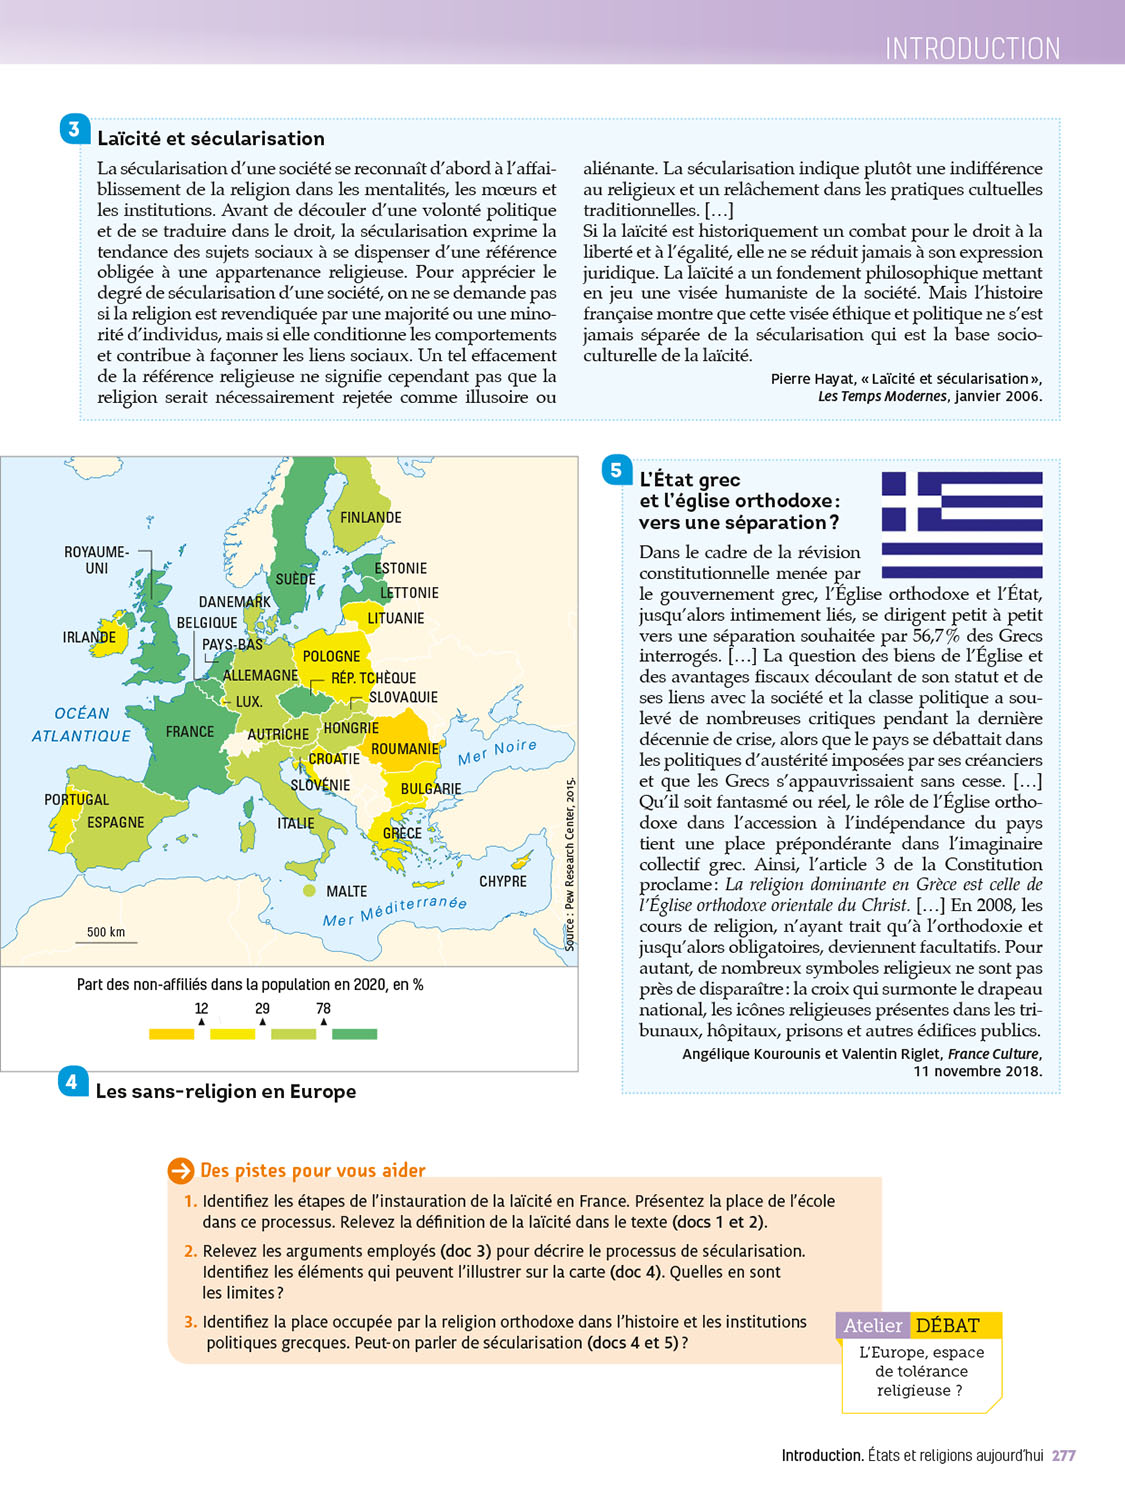 INTRODUCTION
3
Laïcité et sécularisation
La sécularisation d'une société se reconnaît d'abord à l'affai-
blissement de la religion dans les mentalités, les mœurs et
les institutions. Avant de découler d'une volonté politique
et de se traduire dans le droit, la sécularisation exprime la
tendance des sujets sociaux à se dispenser d'une référence
obligée à une appartenance religieuse. Pour apprécier le
degré de sécularisation d'une société, on ne se demande pas
si la religion est revendiquée par une majorité ou une mino-
rité d'individus, mais si elle conditionne les comportements
et contribue à façonner les liens sociaux. Un tel effacement
de la référence religieuse ne signifie cependant pas que la
religion serait nécessairement rejetée comme illusoire ou
aliénante. La sécularisation indique plutôt une indifférence
au religieux et un relâchement dans les pratiques cultuelles
traditionnelles. […]
Si la laïcité est historiquement un combat pour le droit à la
liberté et à l'égalité, elle ne se réduit jamais à son expression
juridique. La laïcité a un fondement philosophique mettant
en jeu une visée humaniste de la société. Mais l'histoire
française montre que cette visée éthique et politique ne s'est
jamais séparée de la sécularisation qui est la base socio-
culturelle de la laïcité.
Pierre Hayat, « Laïcité et sécularisation »,
Les Temps Modernes, janvier 2006.
FINLANDE
ROYAUME-
UNI
ESTONIE
SUÈDE
LETTONIE
DANEMARK
BELGIQUE
LITUANIE
IRLANDE
PAYS-BAS
POLOGNE
ALLEMAGNE
RÉP. TCHÈQUE
SLOVAQUIE
LUX.
OCÉAN
ATLANTIQUE
FRANCE
AUTRICHE
HONGRIE
ROUMANIE
Mer Noire
CROATIE
SLOVÉNIE
BULGARIE
PORTUGAL
ESPAGNE
ITALIE
GRÈCE
CHYPRE
MALTE
Mer Méditerranée
500 km
Source : Pew Research Center, 2015.
Part des non-affiliés dans la population en 2020, en %
12 29 78
4
Les sans-religion en Europe
5
L'État grec
et l'église orthodoxe :
vers une séparation ?
Dans le cadre de la révision
constitutionnelle menée par
le gouvernement grec, l'Église orthodoxe et l'État,
jusqu'alors intimement liés, se dirigent petit à petit
vers une séparation souhaitée par 56,7 % des Grecs
interrogés. […] La question des biens de l'Église et
des avantages fiscaux découlant de son statut et de
ses liens avec la société et la classe politique a sou-
levé de nombreuses critiques pendant la dernière
décennie de crise, alors que le pays se débattait dans
les politiques d'austérité imposées par ses créanciers
et que les Grecs s'appauvrissaient sans cesse. […]
Qu'il soit fantasmé ou réel, le rôle de l'Église ortho-
doxe dans l'accession à l'indépendance du pays
tient une place prépondérante dans l'imaginaire
collectif grec. Ainsi, l'article 3 de la Constitution
proclame : La religion dominante en Grèce est celle de
l'Église orthodoxe orientale du Christ. […] En 2008, les
cours de religion, n'ayant trait qu'à l'orthodoxie et
jusqu'alors obligatoires, deviennent facultatifs. Pour
autant, de nombreux symboles religieux ne sont pas
près de disparaître : la croix qui surmonte le drapeau
national, les icônes religieuses présentes dans les tri-
bunaux, hôpitaux, prisons et autres édifices publics.
Angélique Kourounis et Valentin Riglet, France Culture,
11 novembre 2018.
Des pistes pour vous aider
1. Identifiez les étapes de l'instauration de la laïcité en France. Présentez la place de l'école
dans ce processus. Relevez la définition de la laïcité dans le texte (docs 1 et 2).
2. Relevez les arguments employés (doc 3) pour décrire le processus de sécularisation.
Identifiez les éléments qui peuvent l'illustrer sur la carte (doc 4). Quelles en sont
les limites ?
3. Identifiez la place occupée par la religion orthodoxe dans l'histoire et les institutions
politiques grecques. Peut-on parler de sécularisation (docs 4 et 5) ?
Atelier DÉBAT
L'Europe, espace
de tolérance
religieuse ?
Introduction. États et religions aujourd'hui 277